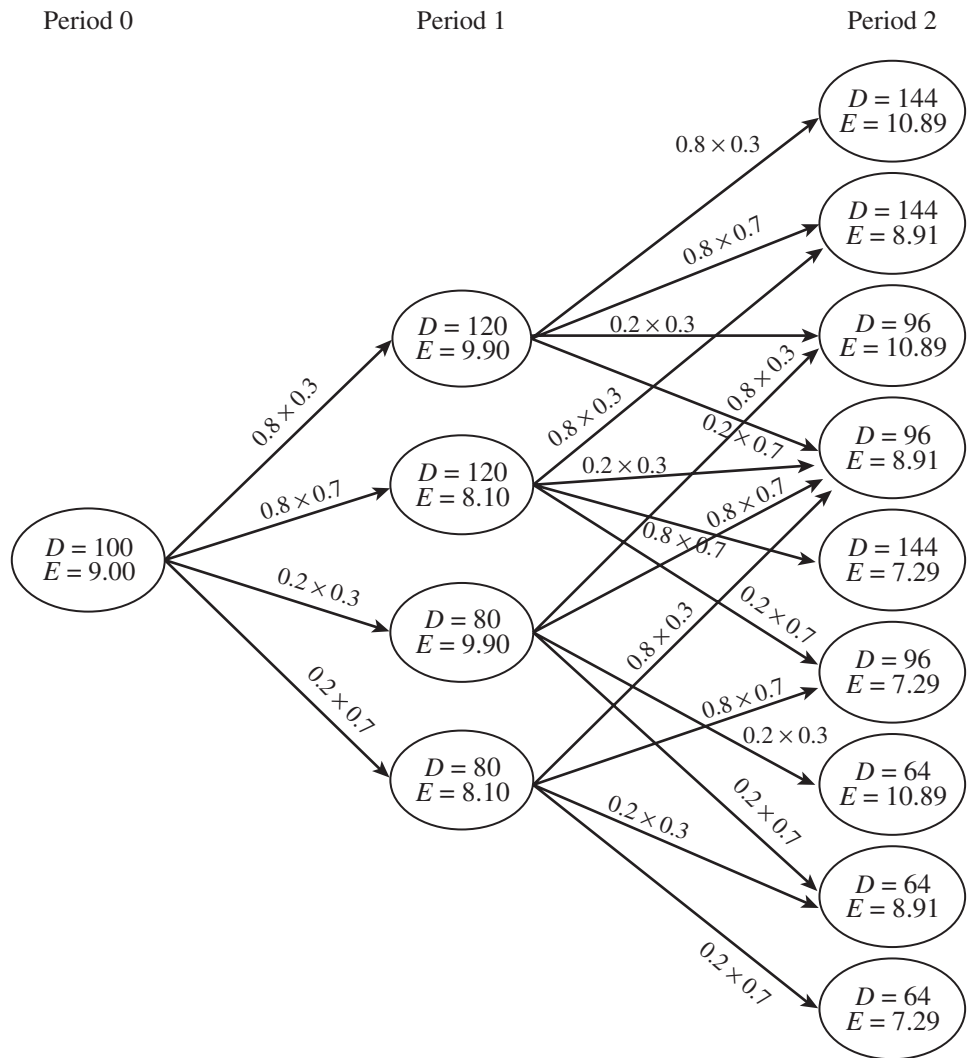 Period 0
Period 1
Period 2
D = 144
E = 10.89
0.8 × 0.3
D = 144
E = 8.91
0.8 × 0.7
D = 120
E = 9.90
0.2 × 0.3
D = 96
E = 10.89
0.8 × 0.3
0.8 × 0.3
0.8 × 0.3
0.2 × 0.7
D = 96
E = 8.91
D = 120
E = 8.10
0.2 × 0.3
0.8 × 0.7
0.8 × 0.7
0.8 × 0.7
D = 100
E = 9.00
D = 144
E = 7.29
0.2 × 0.3
D = 80
E = 9.90
0.2 × 0.7
0.8 × 0.3
D = 96
E = 7.29
0.2 × 0.7
0.8 × 0.7
0.2 × 0.3
D = 80
E = 8.10
D = 64
E = 10.89
0.2 × 0.3
0.2 × 0.7
D = 64
E = 8.91
0.2 × 0.7
D = 64
E = 7.29